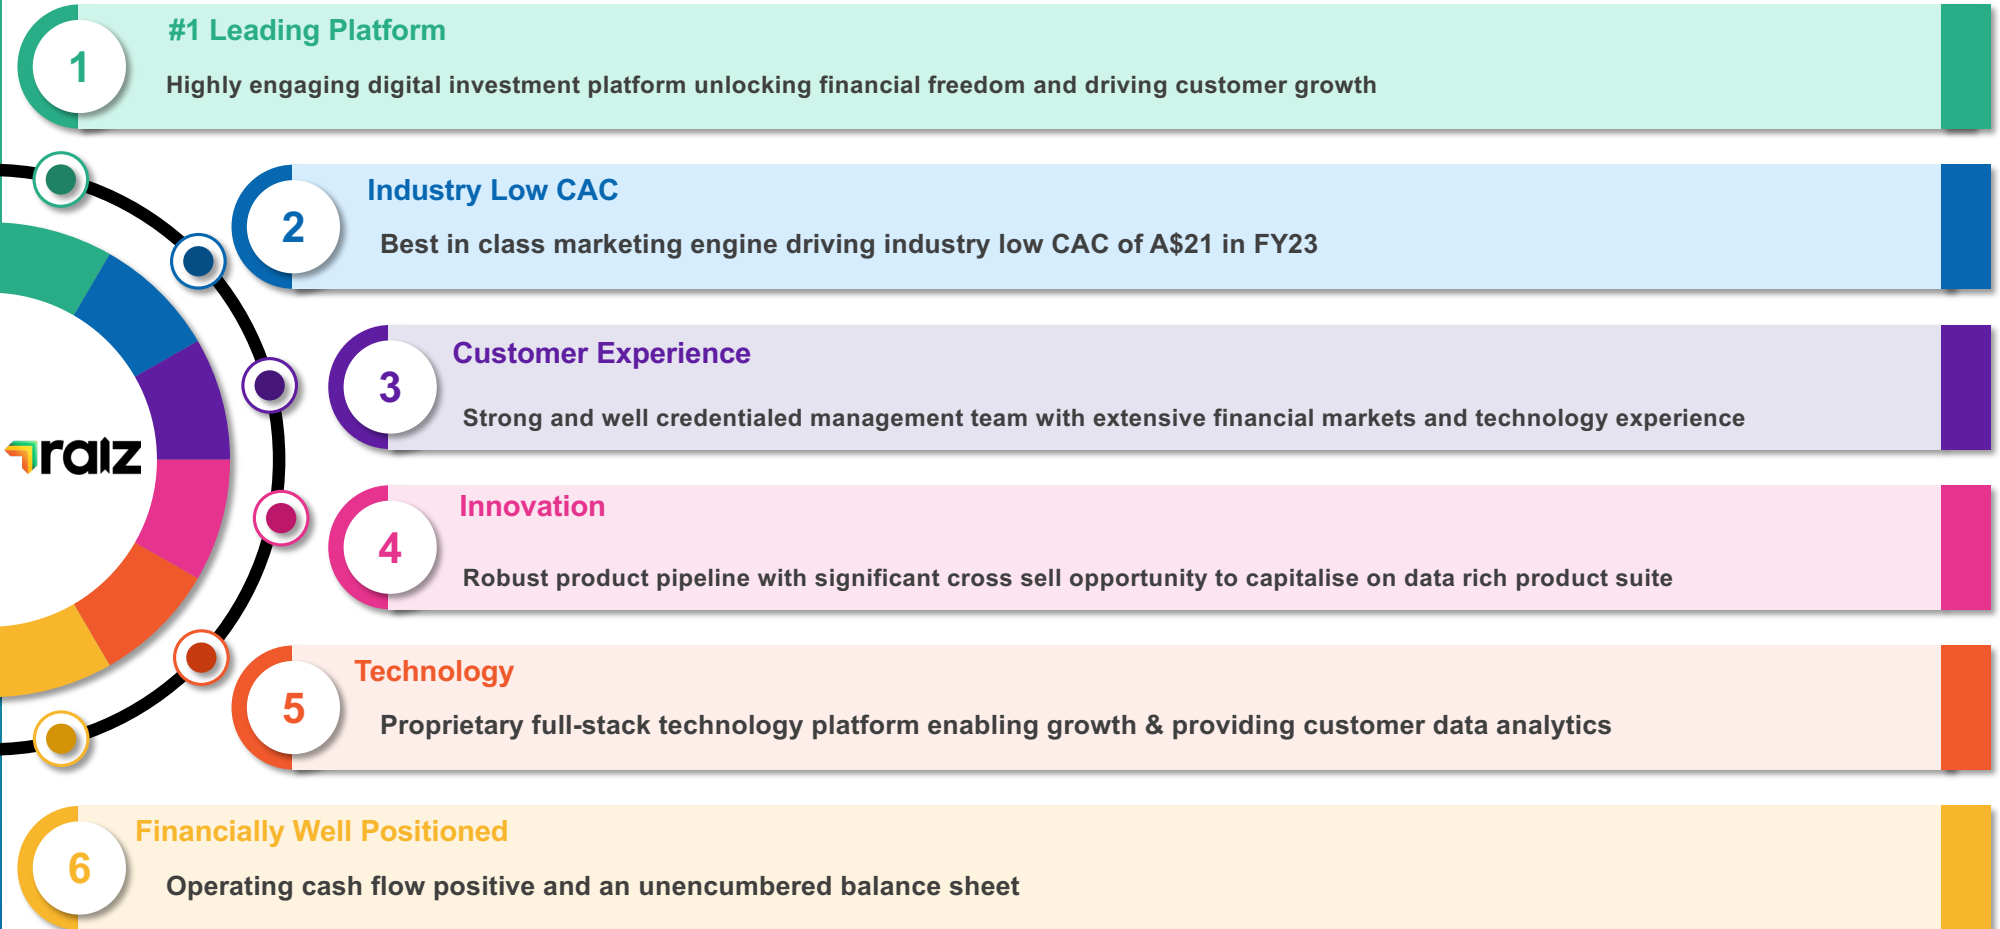 1
#1 Leading Platform
Highly engaging digital investment platform unlocking financial freedom and driving customer growth
2
Industry Low CAC
Best in class marketing engine driving industry low CAC of A$21 in FY23
3
Customer Experience
Strong and well credentialed management team with extensive financial markets and technology experience
raiz
4
Innovation
Robust product pipeline with significant cross sell opportunity to capitalise on data rich product suite
5
Technology
Proprietary full-stack technology platform enabling growth & providing customer data analytics
6
Financially Well Positioned
Operating cash flow positive and an unencumbered balance sheet